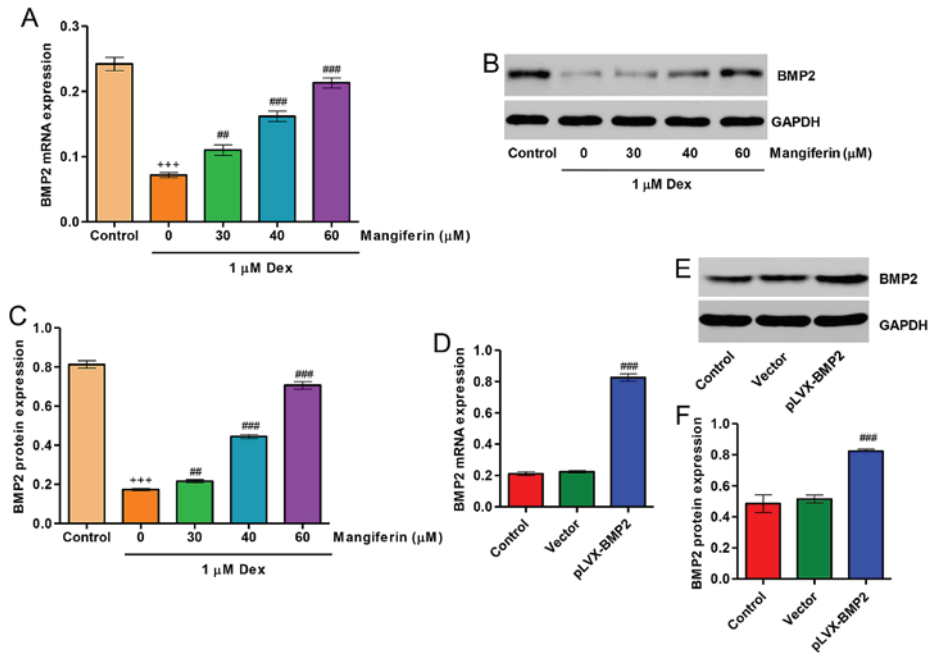 A
BMP2 mRNA expression
0.3
0.2
0.1
0.0
+++
##
###
###
Control 0 30 40 60 Mangiferin (μM)
1 μM Dex
B
BMP2
GAPDH
Control 0 30 40 60 Mangiferin (μM)
1 μM Dex
C
BMP2 protein expression
1.0
0.8
0.6
0.4
0.2
0.0
+++
##
###
###
Control 0 30 40 60 Mangiferin (μM)
1 μM Dex
D
BMP2 mRNA expression
1.0
0.8
0.6
0.4
0.2
0.0
###
Control
Vector
pLVX-BMP2
E
BMP2
GAPDH
Control
Vector
pLVX-BMP2
F
BMP2 protein expression
1.0
0.8
0.6
0.4
0.2
0.0
###
Control
Vector
pLVX-BMP2